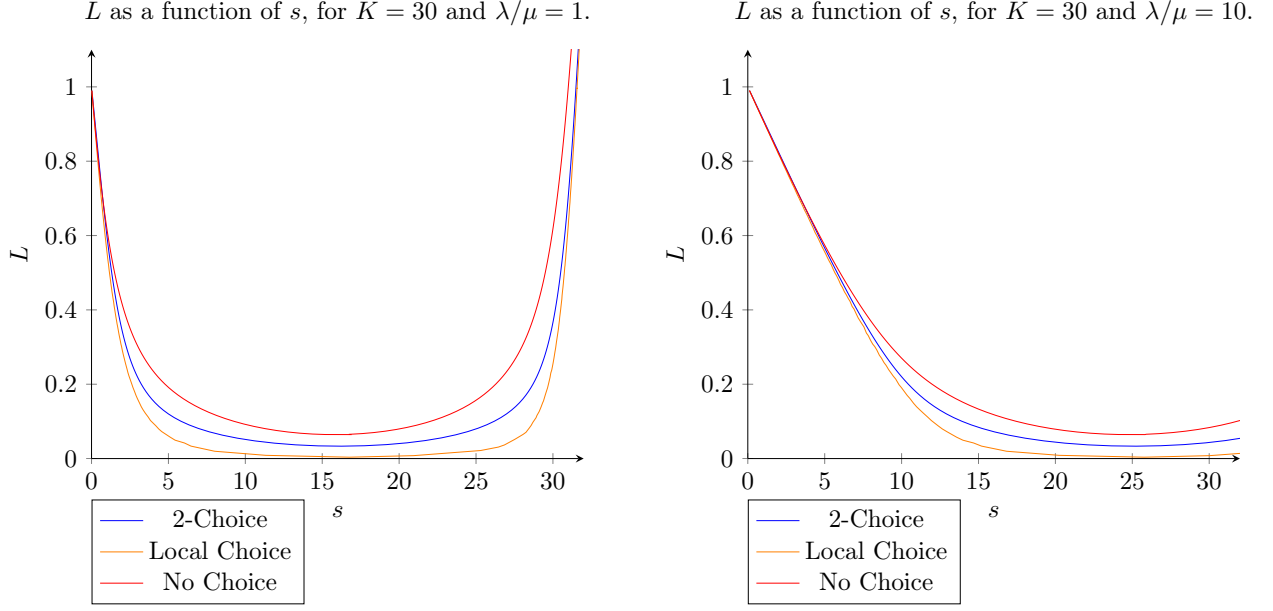 L as a function of s, for K = 30 and λ/μ = 1.
1
0.8
0.6
0.4
0.2
0
L
0 5 10 15 20 25 30
s
2-Choice
Local Choice
No Choice
L as a function of s, for K = 30 and λ/μ = 10.
1
0.8
0.6
0.4
0.2
0
L
0 5 10 15 20 25 30
s
2-Choice
Local Choice
No Choice